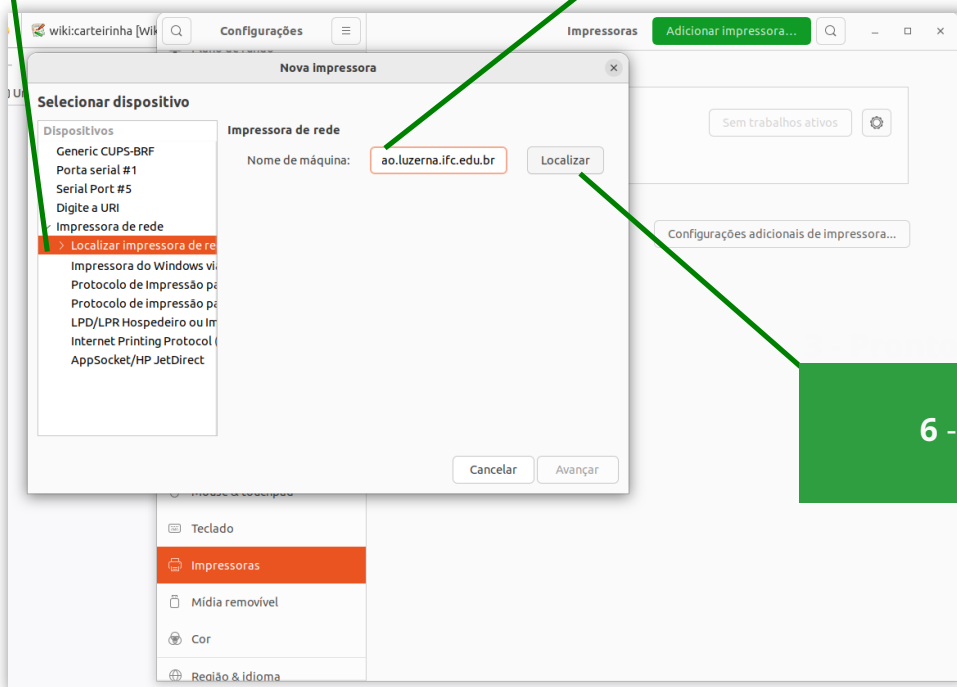 wiki:carteirinha [Wik
Configurações
Impressoras
Adicionar impressora...
Nova impressora
Selecionar dispositivo
Dispositivos
Generic CUPS-BRF
Porta serial #1
Serial Port #5
Digite a URI
Impressora de rede
Localizar impressora de re
Impressora do Windows via
Protocolo de Impressão pa
Protocolo de impressão pa
LPD/LPR Hospedeiro ou Im
Internet Printing Protocol (
AppSocket/HP JetDirect
Impressora de rede
Nome de máquina:
ao.luzerna.ifc.edu.br
Localizar
Cancelar
Avançar
Sem trabalhos ativos
Configurações adicionais de impressora...
6 -
Teclado
Impressoras
Mídia removível
Cor
Região & idioma